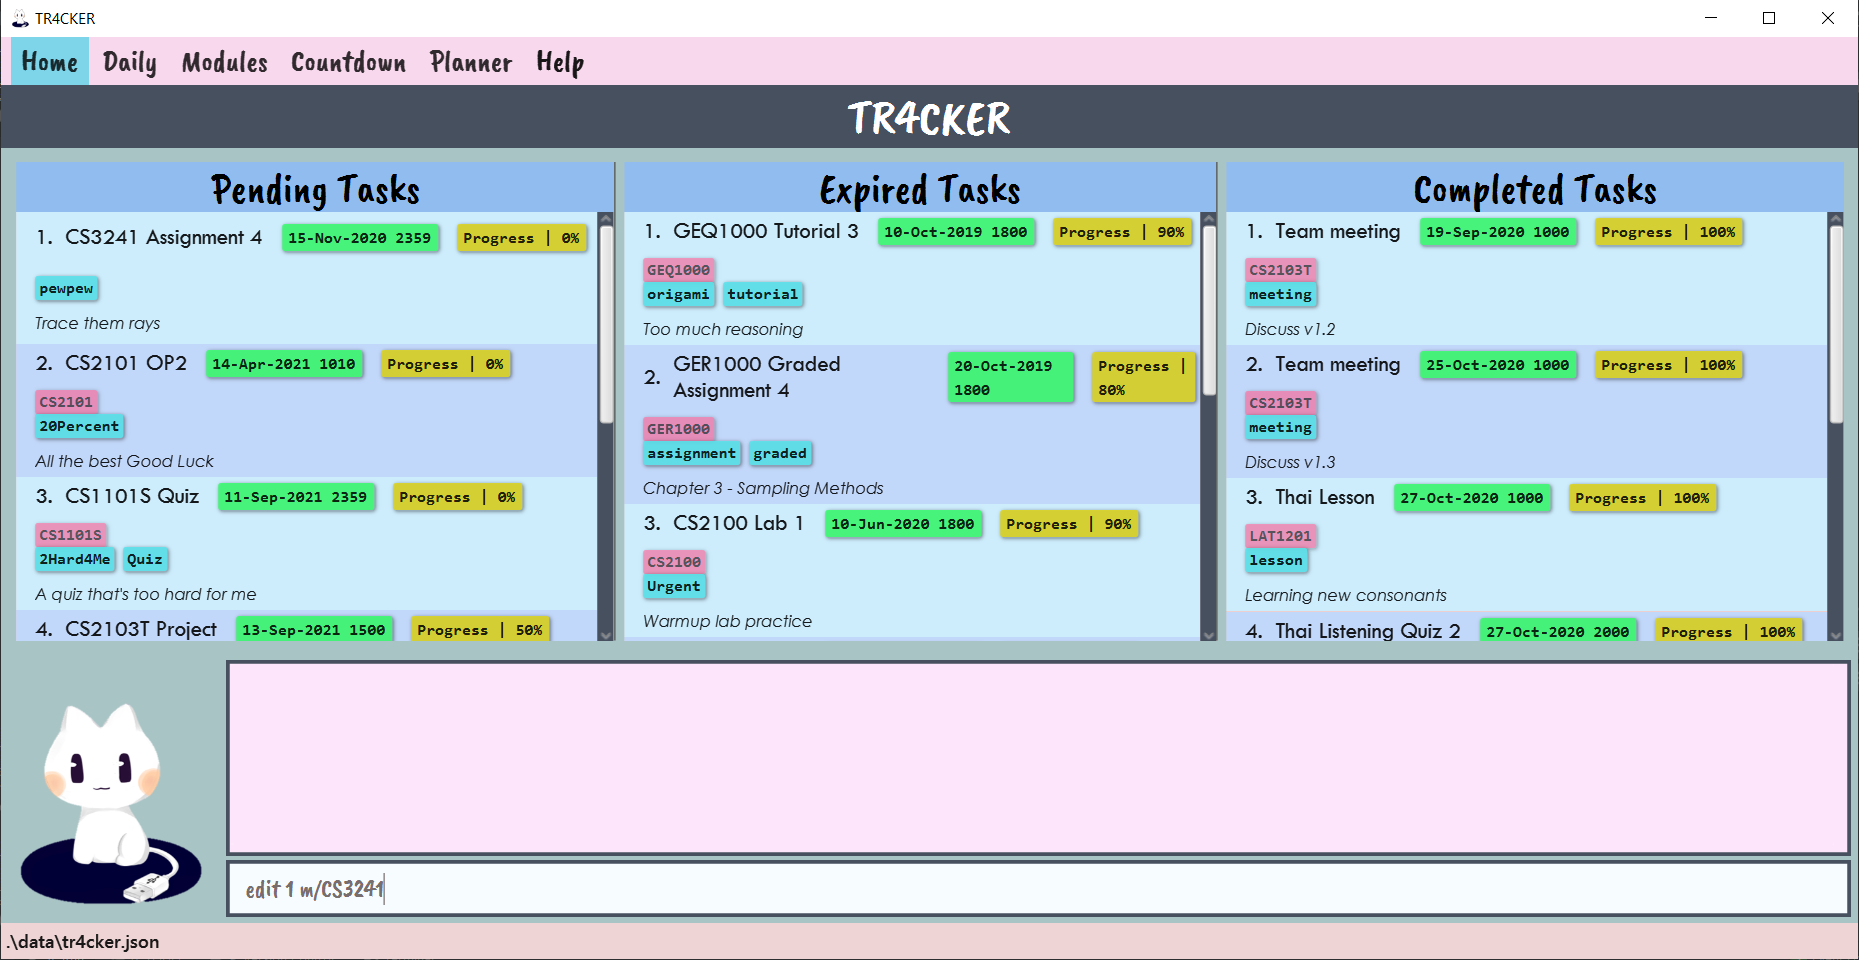 TR4CKER
Home Daily Modules Countdown Planner Help
TR4CKER
Pending Tasks
1. CS3241 Assignment 4 15-Nov-2020 2359 Progress | 0%
pewpew
Trace them rays
2. CS2101 OP2 14-Apr-2021 1010 Progress | 0%
CS2101
20Percent
All the best Good Luck
3. CS1101S Quiz 11-Sep-2021 2359 Progress | 0%
CS1101S
2Hard4Me Quiz
A quiz that's too hard for me
4. CS2103T Project 13-Sep-2021 1500 Progress | 50%
Expired Tasks
1. GEQ1000 Tutorial 3 10-Oct-2019 1800 Progress | 90%
GEQ1000
origami tutorial
Too much reasoning
2. GER1000 Graded
Assignment 4
20-Oct-2019
1800
Progress |
80%
GER1000
assignment graded
Chapter 3 - Sampling Methods
3. CS2100 Lab 1 10-Jun-2020 1800 Progress | 90%
CS2100
Urgent
Warmup lab practice
Completed Tasks
1. Team meeting 19-Sep-2020 1000 Progress | 100%
CS2103T
meeting
Discuss v1.2
2. Team meeting 25-Oct-2020 1000 Progress | 100%
CS2103T
meeting
Discuss v1.3
3. Thai Lesson 27-Oct-2020 1000 Progress | 100%
LAT1201
lesson
Learning new consonants
4. Thai Listening Quiz 2 27-Oct-2020 2000 Progress | 100%
edit 1 m/CS3241
.\data\tr4cker.json